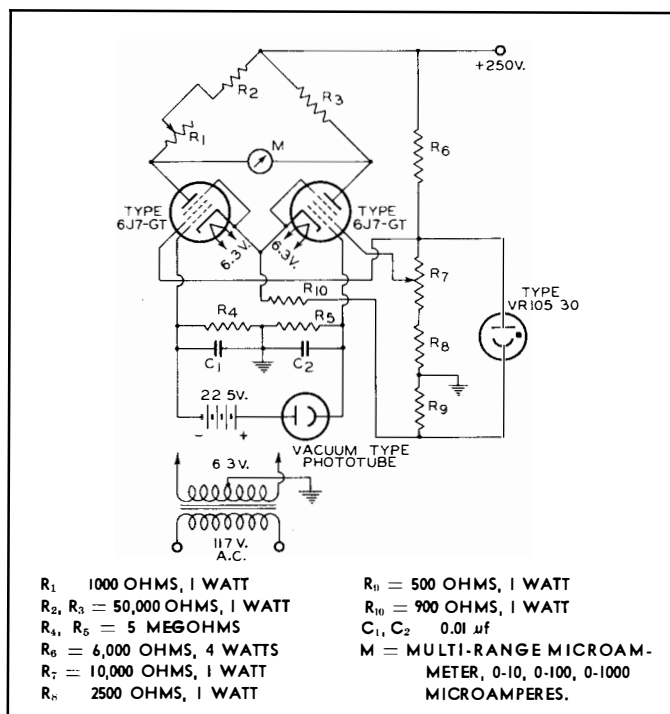 +250V.
R2
R3
R1
M
R6
TYPE
6J7-GT
TYPE
6J7-GT
6.3V.
6.3V.
R7
TYPE
VR105 30
R10
R4
R5
R8
C1
C2
R9
22 5V.
- +
VACUUM TYPE
PHOTOTUBE
6 3V.
117 V.
A.C.
R1 1000 OHMS, 1 WATT
R2, R3 = 50,000 OHMS, 1 WATT
R4, R5 = 5 MEGOHMS
R6 = 6,000 OHMS, 4 WATTS
R7 = 10,000 OHMS, 1 WATT
R8 2500 OHMS, 1 WATT
R9 = 500 OHMS, 1 WATT
R10 = 900 OHMS, 1 WATT
C1, C2 0.01 μf
M = MULTI-RANGE MICROAM-
METER, 0-10, 0-100, 0-1000
MICROAMPERES.